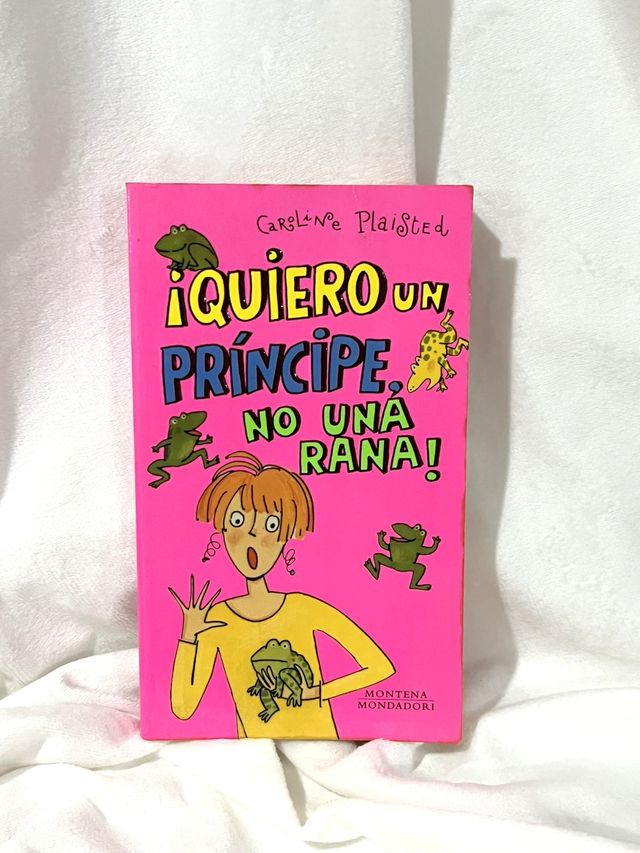 Caroline Plaisted
¡QUIERO UN
PRÍNCIPE,
NO UNA
RANA!
MONTENA
MONDADORI